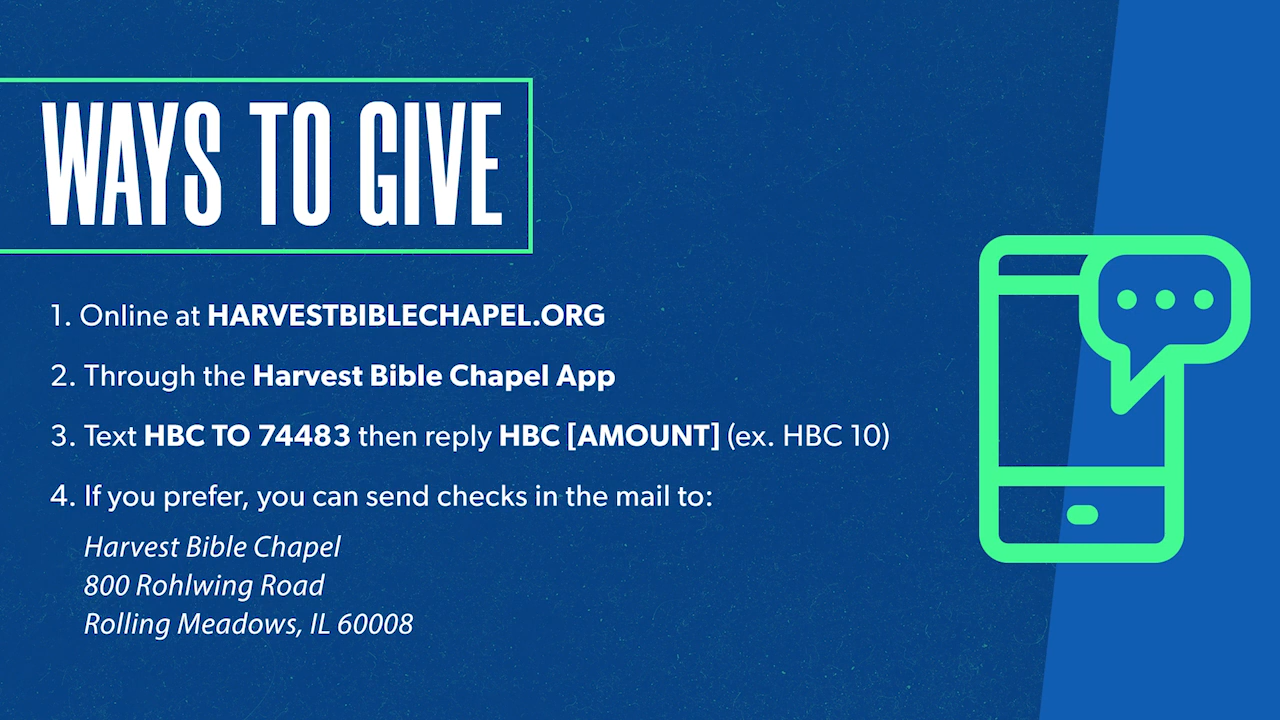 WAYS TO GIVE
1. Online at HARVESTBIBLECHAPEL.ORG
2. Through the Harvest Bible Chapel App
3. Text HBC TO 74483 then reply HBC [AMOUNT] (ex. HBC 10)
4. If you prefer, you can send checks in the mail to:
Harvest Bible Chapel
800 Rohlwing Road
Rolling Meadows, IL 60008